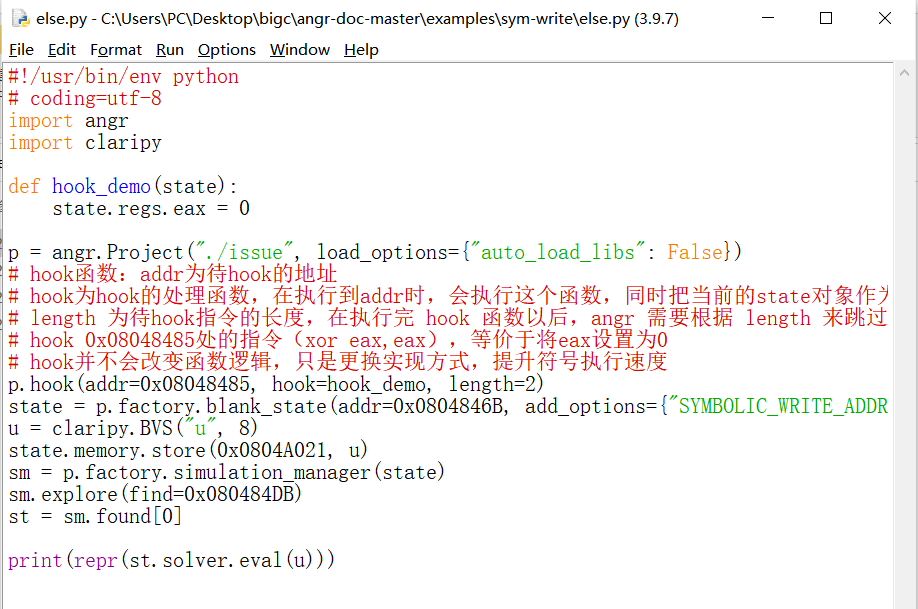 else.py - C:\Users\PC\Desktop\bigc\angr-doc-master\examples\sym-write\else.py (3.9.7)
File Edit Format Run Options Window Help
#!/usr/bin/env python
# coding=utf-8
import angr
import claripy
def hook_demo(state):
    state.regs.eax = 0
p = angr.Project("./issue", load_options={"auto_load_libs": False})
# hook函数：addr为待hook的地址
# hook为hook的处理函数，在执行到addr时，会执行这个函数，同时把当前的state对象作为
# length 为待hook指令的长度，在执行完 hook 函数以后，angr 需要根据 length 来跳过
# hook 0x08048485处的指令（xor eax,eax），等价于将eax设置为0
# hook并不会改变函数逻辑，只是更换实现方式，提升符号执行速度
p.hook(addr=0x08048485, hook=hook_demo, length=2)
state = p.factory.blank_state(addr=0x0804846B, add_options={"SYMBOLIC_WRITE_ADDR
u = claripy.BVS("u", 8)
state.memory.store(0x0804A021, u)
sm = p.factory.simulation_manager(state)
sm.explore(find=0x080484DB)
st = sm.found[0]
print(repr(st.solver.eval(u)))